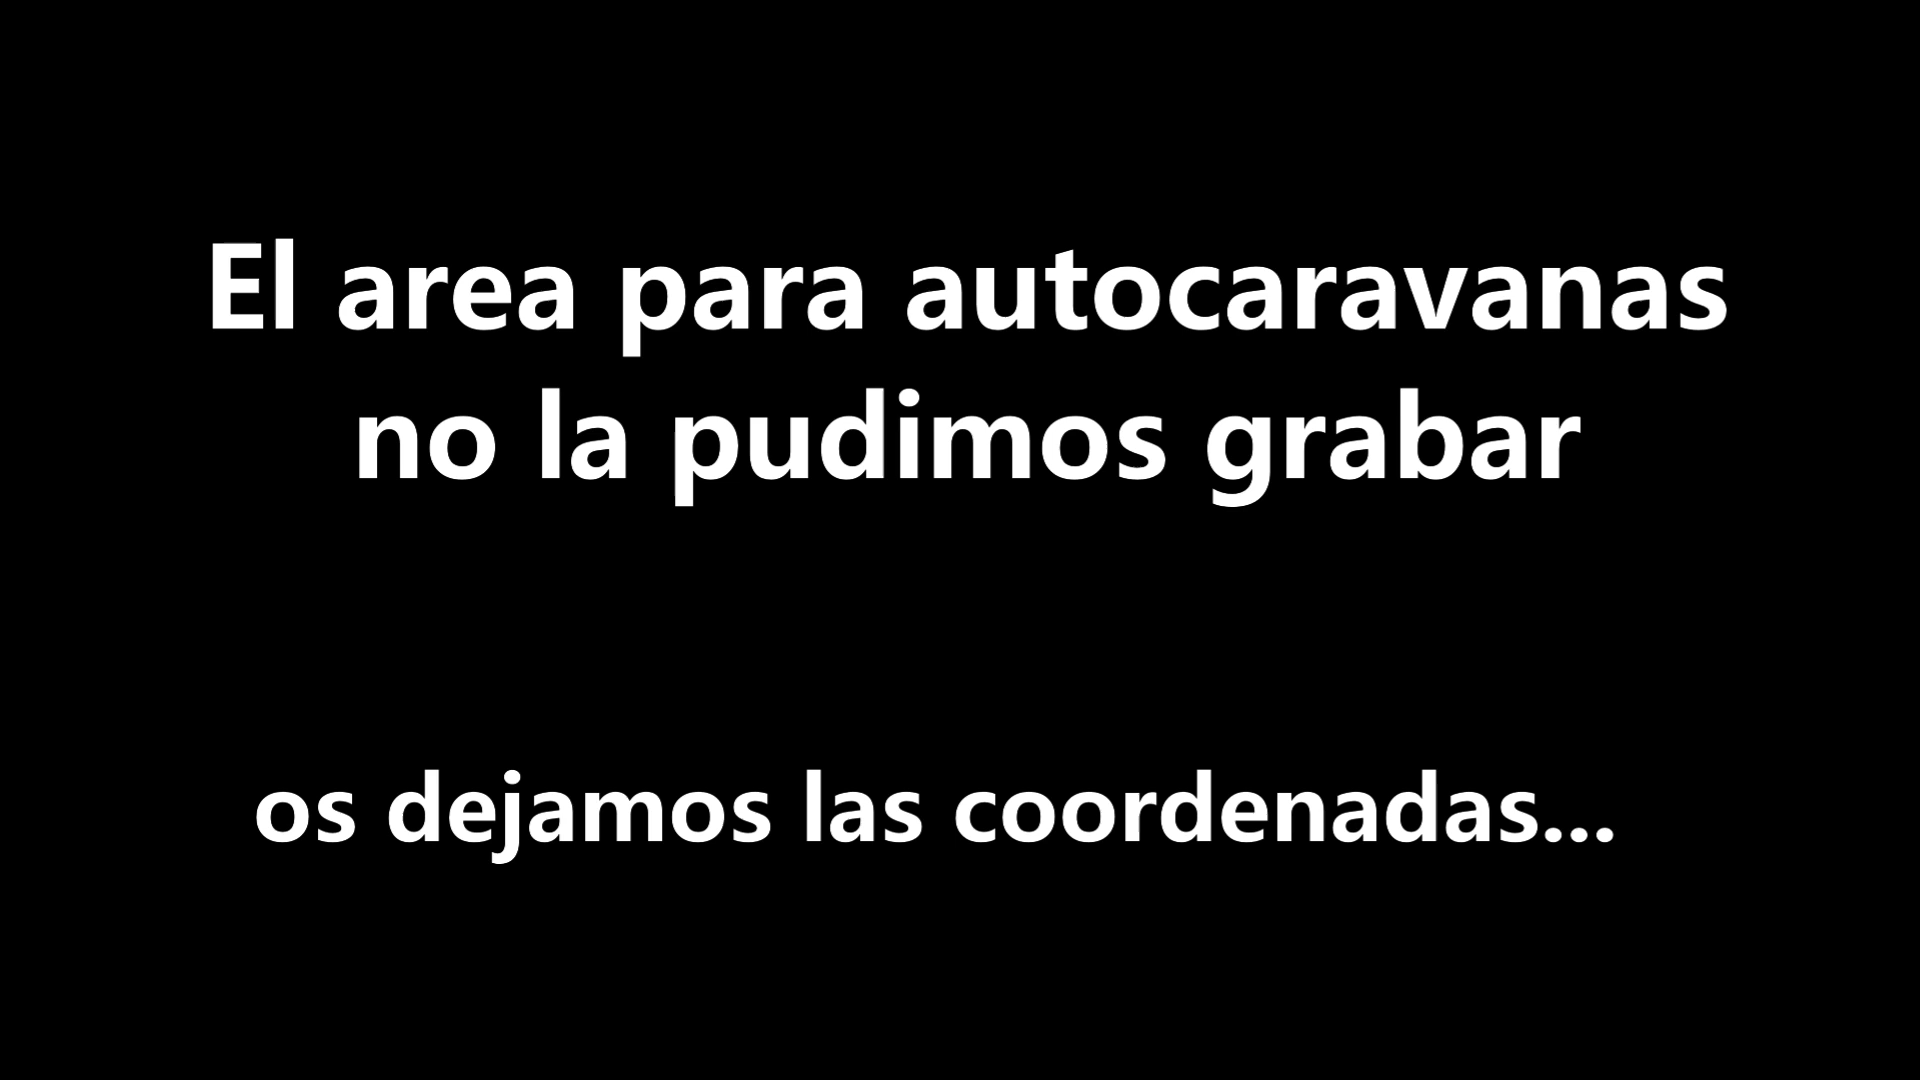 El area para autocaravanas
no la pudimos grabar
os dejamos las coordenadas...